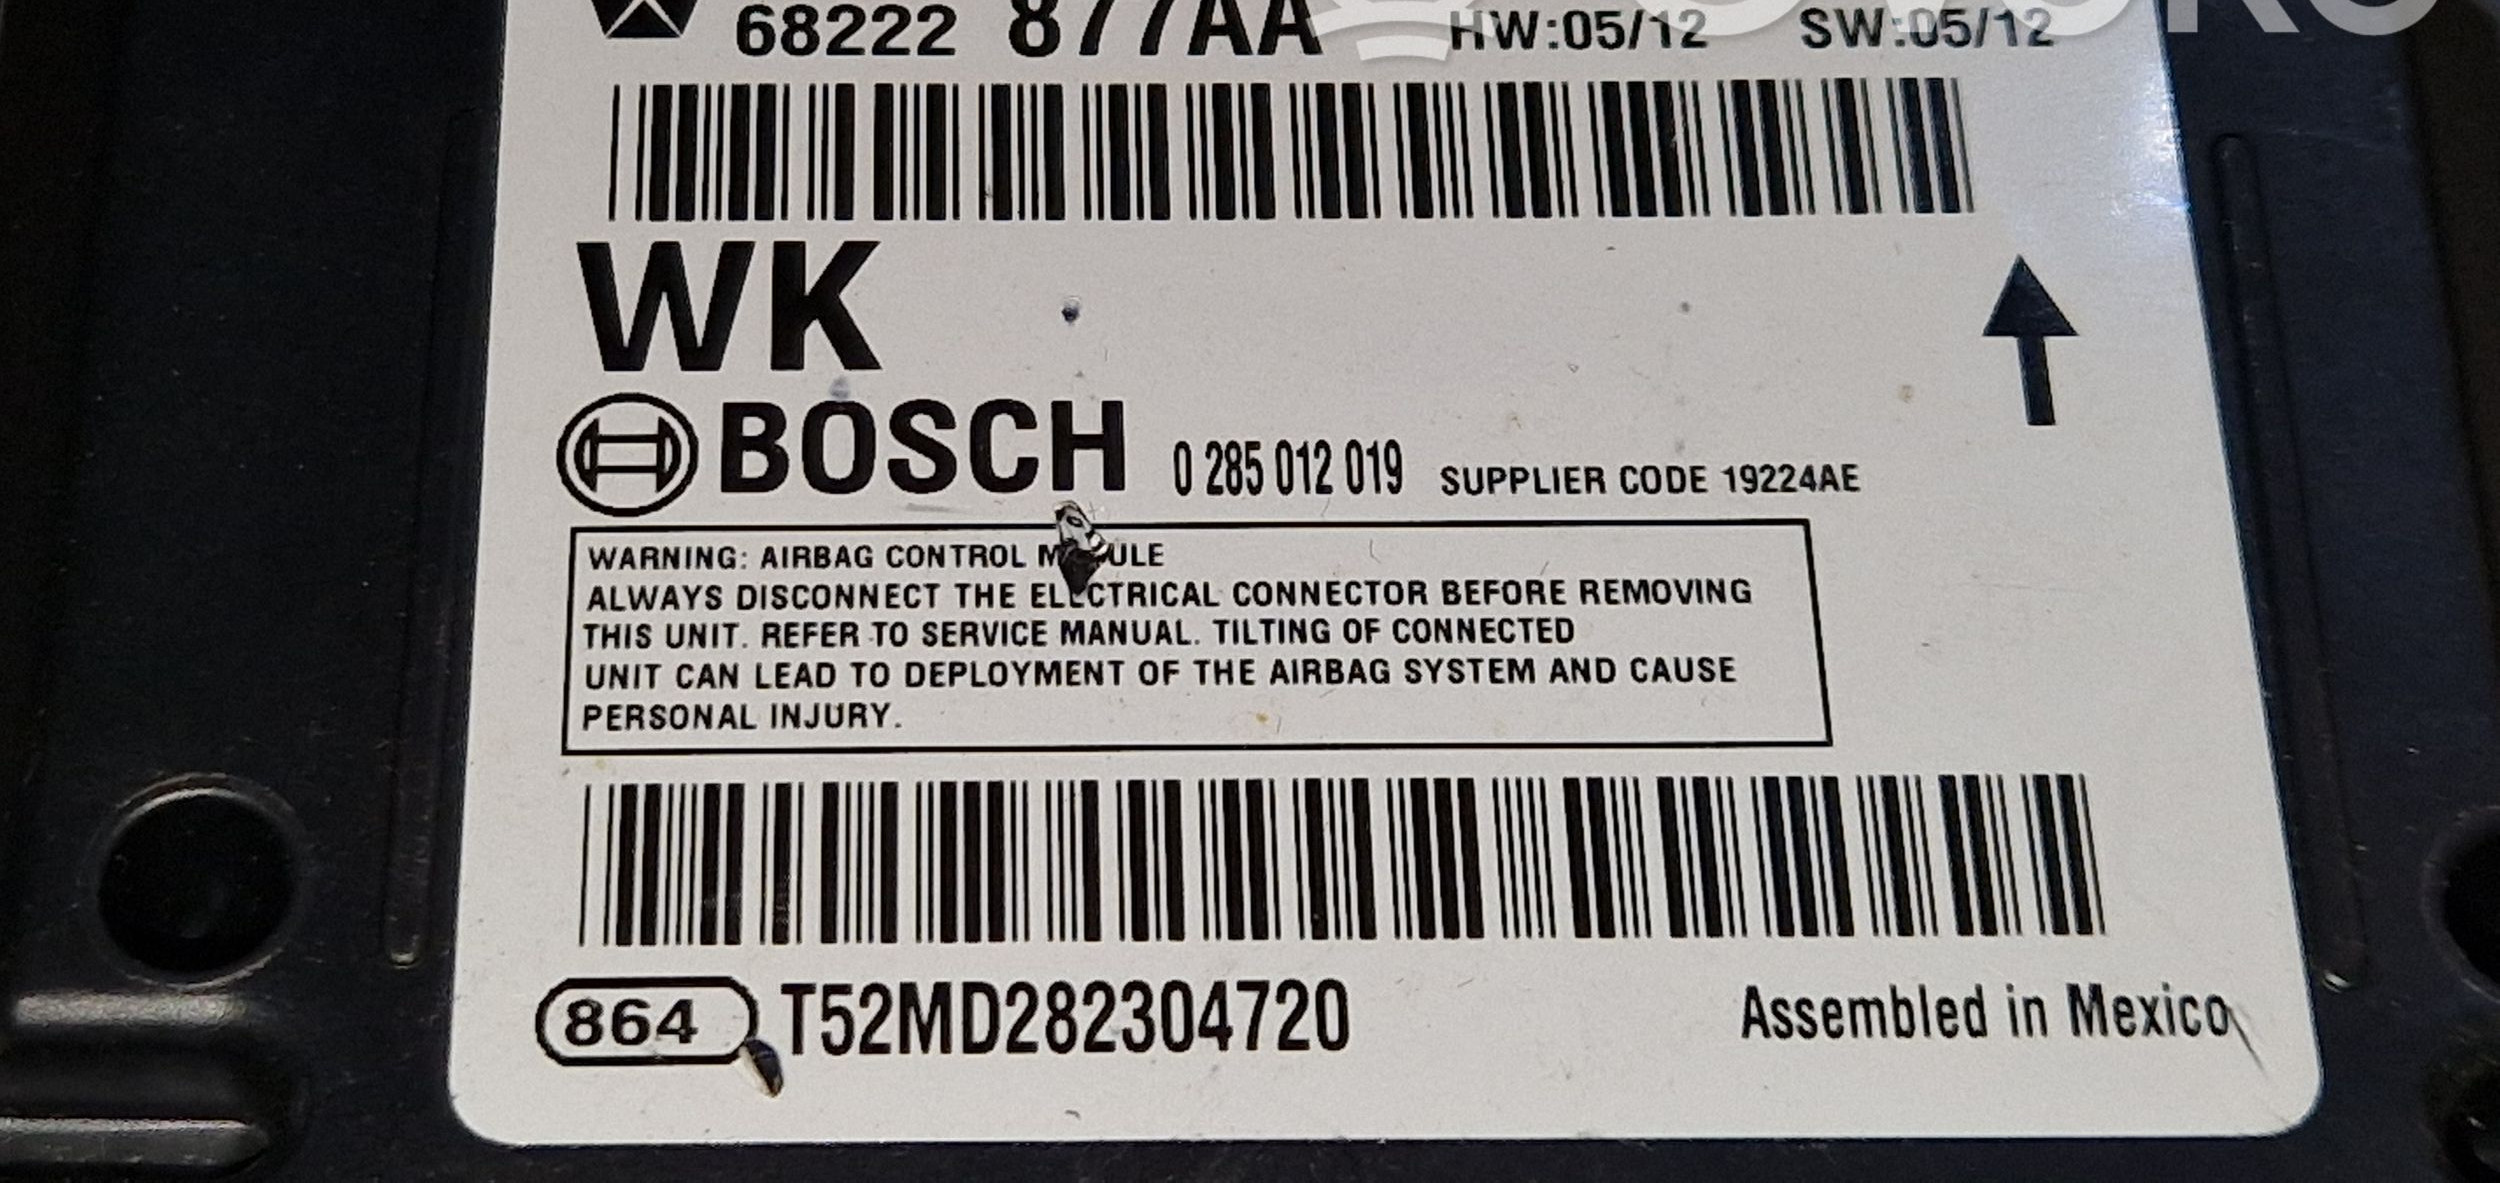 68222 877AA HW:05/12 SW:05/12
WK
BOSCH 0 285 012 019 SUPPLIER CODE 19224AE
WARNING: AIRBAG CONTROL
ALWAYS DISCONNECT THE ELECTRICAL CONNECTOR BEFORE REMOVING
THIS UNIT. REFER TO SERVICE MANUAL. TILTING OF CONNECTED
UNIT CAN LEAD TO DEPLOYMENT OF THE AIRBAG SYSTEM AND CAUSE
PERSONAL INJURY.
864 T52MD282304720 Assembled in Mexico